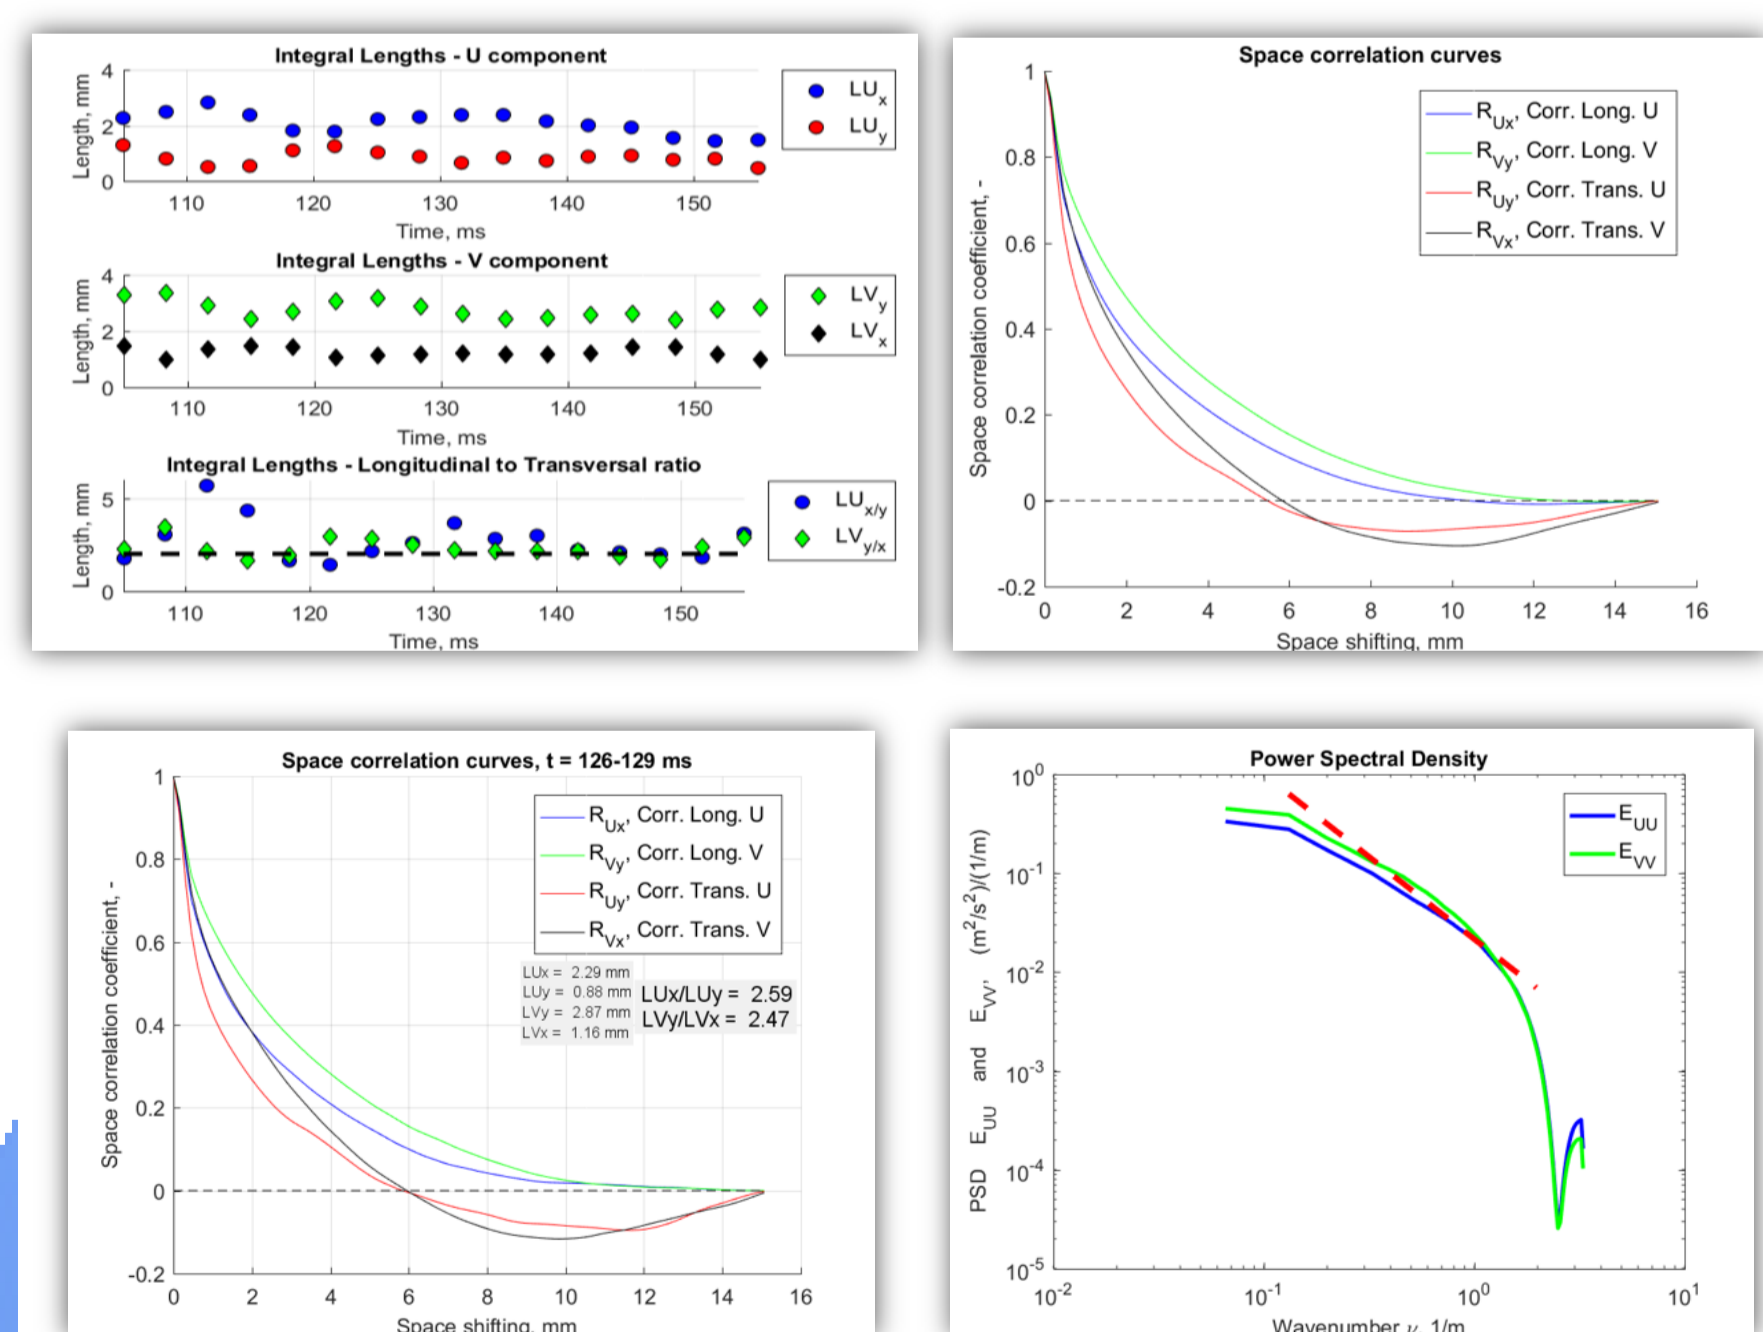 Integral Lengths - U component
4
2
0
Length, mm
110
120
130
140
150
Time, ms
LUx
LUy
Integral Lengths - V component
4
2
0
Length, mm
110
120
130
140
150
Time, ms
LVy
LVx
Integral Lengths - Longitudinal to Transversal ratio
5
0
Length, mm
110
120
130
140
150
Time, ms
LUx/y
LVy/x
Space correlation curves
1
0.8
0.6
0.4
0.2
0
-0.2
Space correlation coefficient, -
0
2
4
6
8
10
12
14
16
Space shifting, mm
RUx, Corr. Long. U
RVy, Corr. Long. V
RUy, Corr. Trans. U
RVx, Corr. Trans. V
Space correlation curves, t = 126-129 ms
1
0.8
0.6
0.4
0.2
0
-0.2
Space correlation coefficient, -
0
2
4
6
8
10
12
14
16
Space shifting, mm
RUx, Corr. Long. U
RVy, Corr. Long. V
RUy, Corr. Trans. U
RVx, Corr. Trans. V
LUx = 2.29 mm
LUy = 0.88 mm
LVy = 2.87 mm
LVx = 1.16 mm
LUx/LUy = 2.59
LVy/LVx = 2.47
Power Spectral Density
10^0
10^-1
10^-2
10^-3
10^-4
10^-5
PSD EUU and EVV, (m²/s²)/(1/m)
10^-2
10^-1
10^0
10^1
Wavenumber ν, 1/m
EUU
EVV